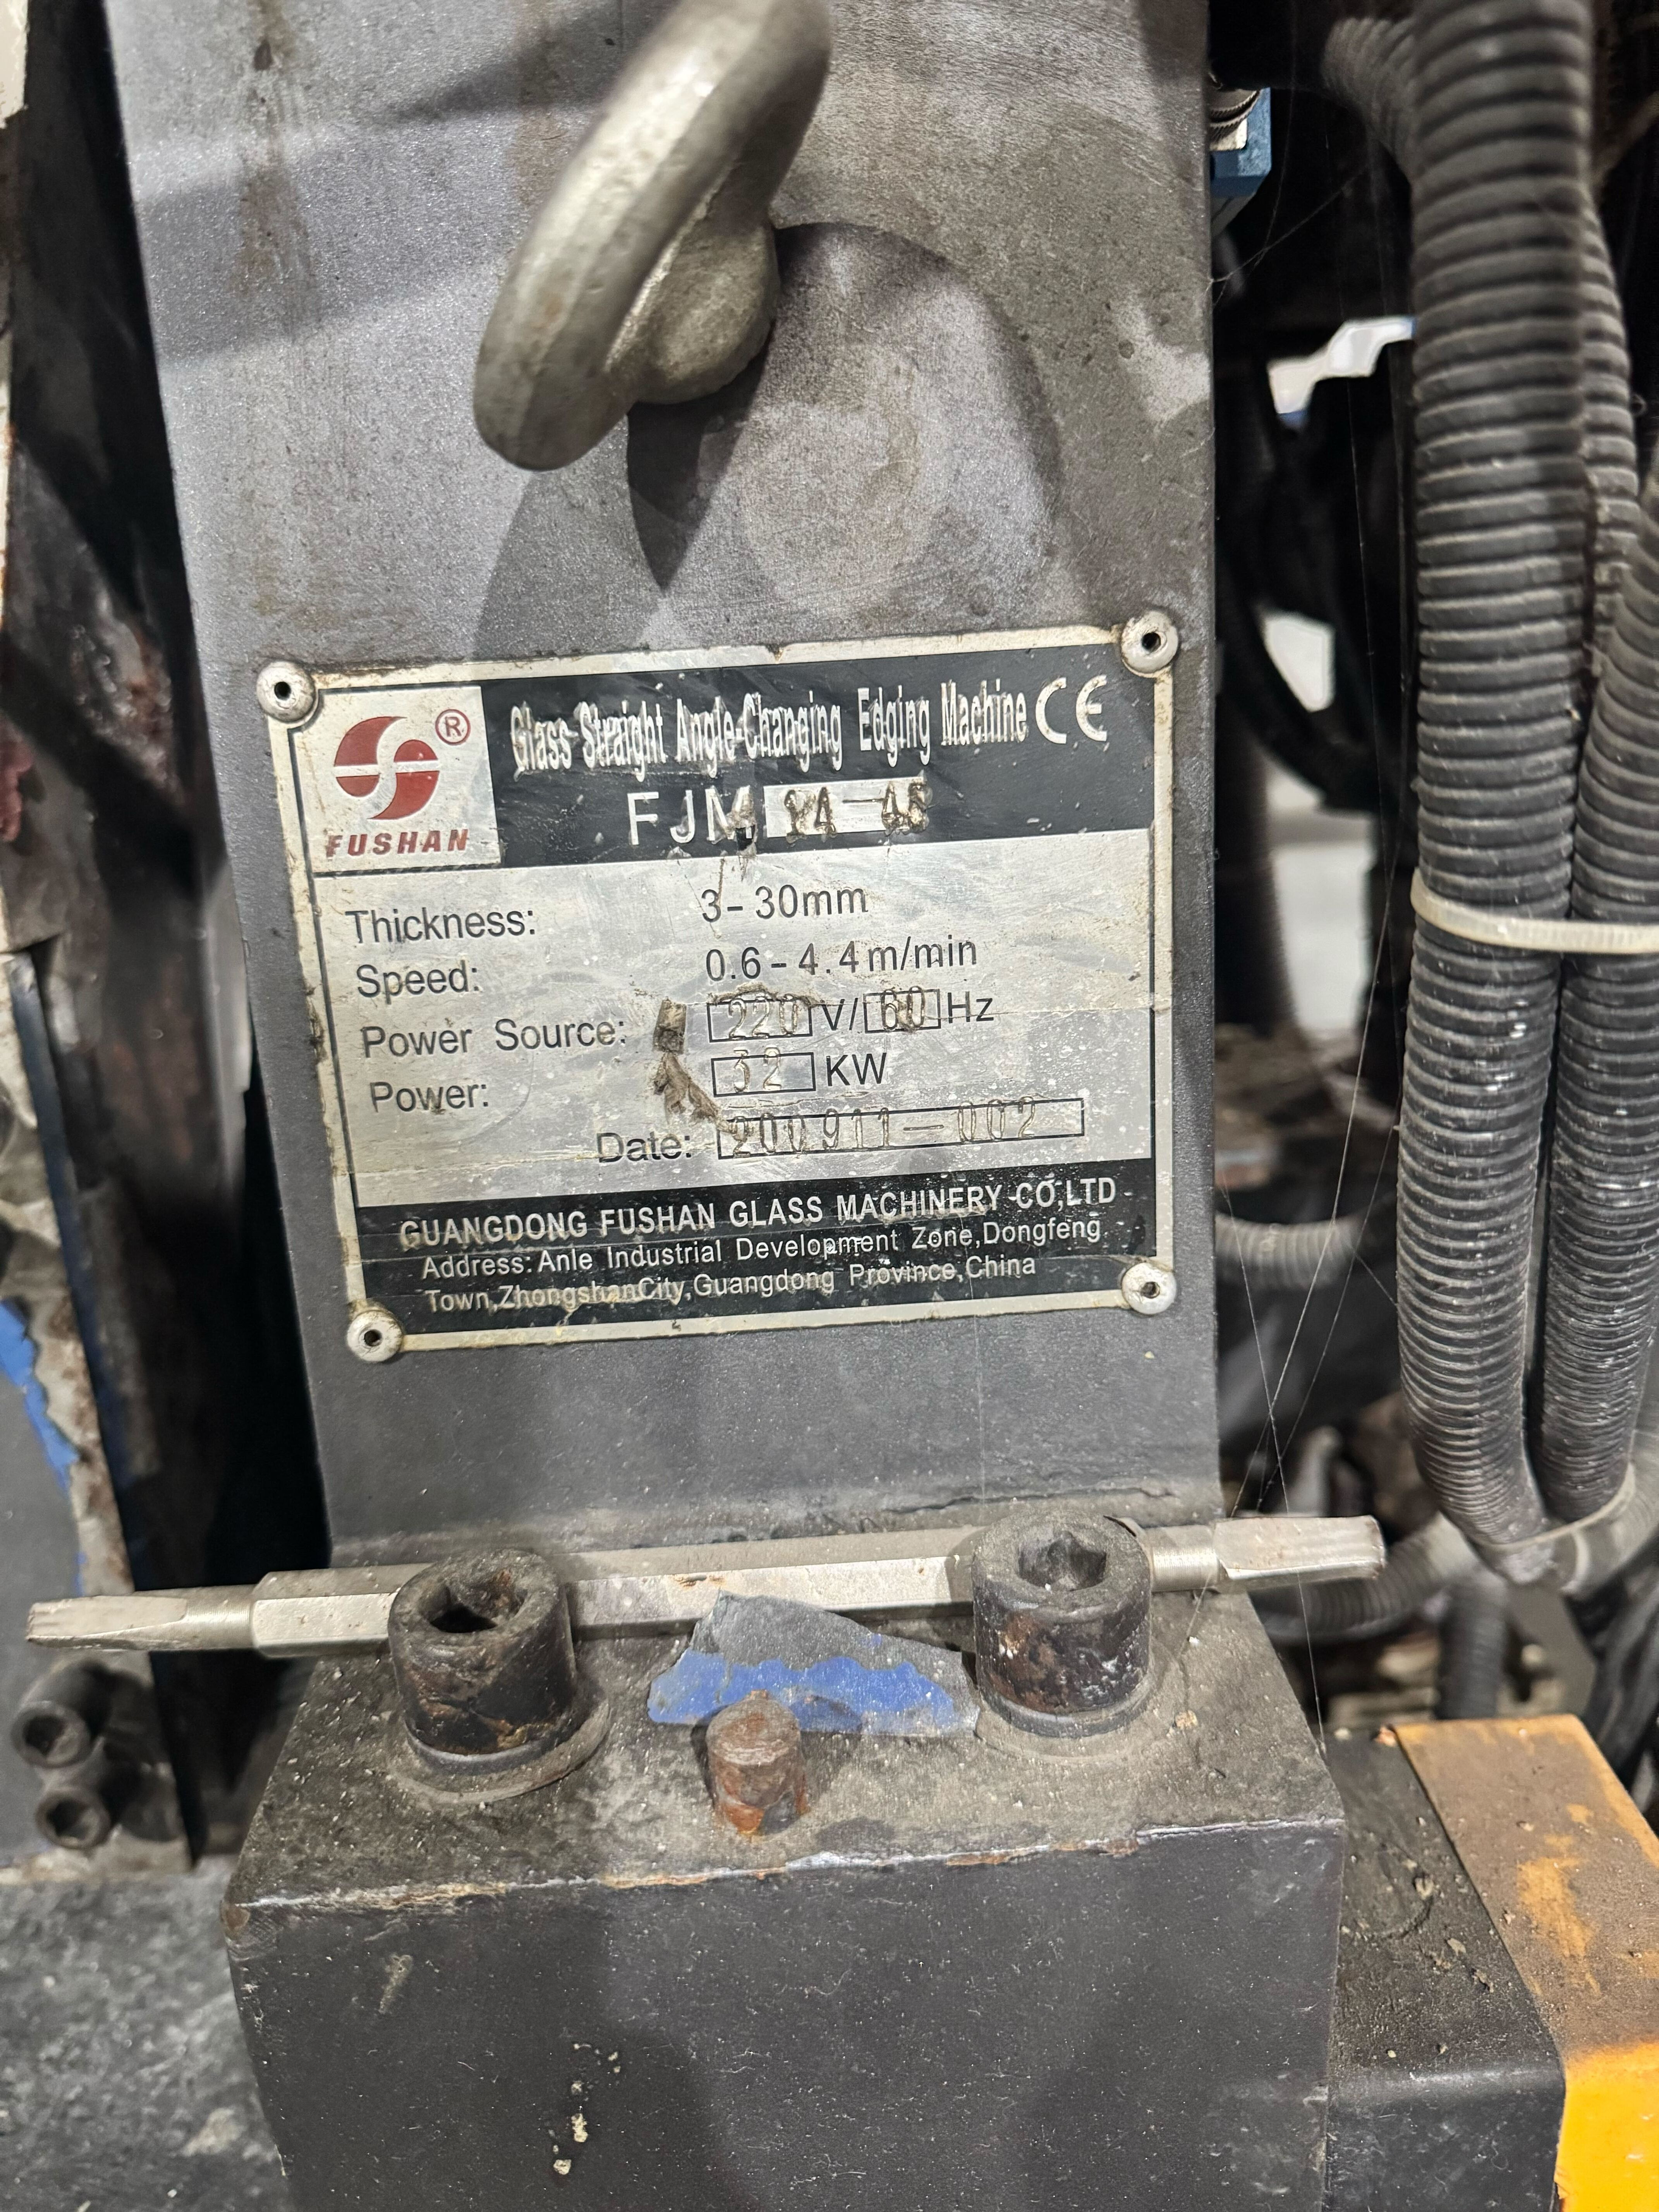 FUSHAN ®
Glass Straight Angle-Changing Edging Machine CE
FJM
Thickness: 3-30mm
Speed: 0.6-4.4m/min
Power Source: 220 V/ 60 Hz
Power: 32 KW
Date: 200911-002
GUANGDONG FUSHAN GLASS MACHINERY CO,LTD
Address:Anle Industrial Development Zone,Dongfeng
Town,ZhongshanCity,Guangdong Province,China